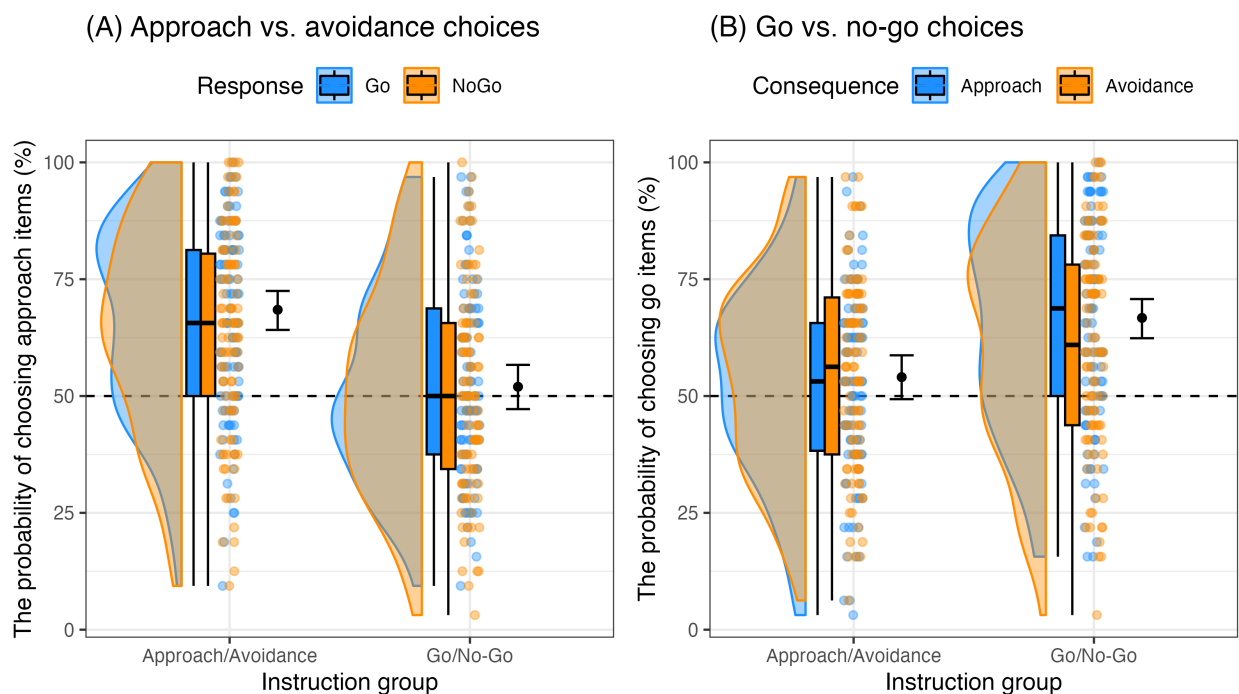 (A) Approach vs. avoidance choices
Response Go NoGo
The probability of choosing approach items (%)
100
75
50
25
0
Approach/Avoidance Go/No-Go
Instruction group
(B) Go vs. no-go choices
Consequence Approach Avoidance
The probability of choosing go items (%)
100
75
50
25
0
Approach/Avoidance Go/No-Go
Instruction group